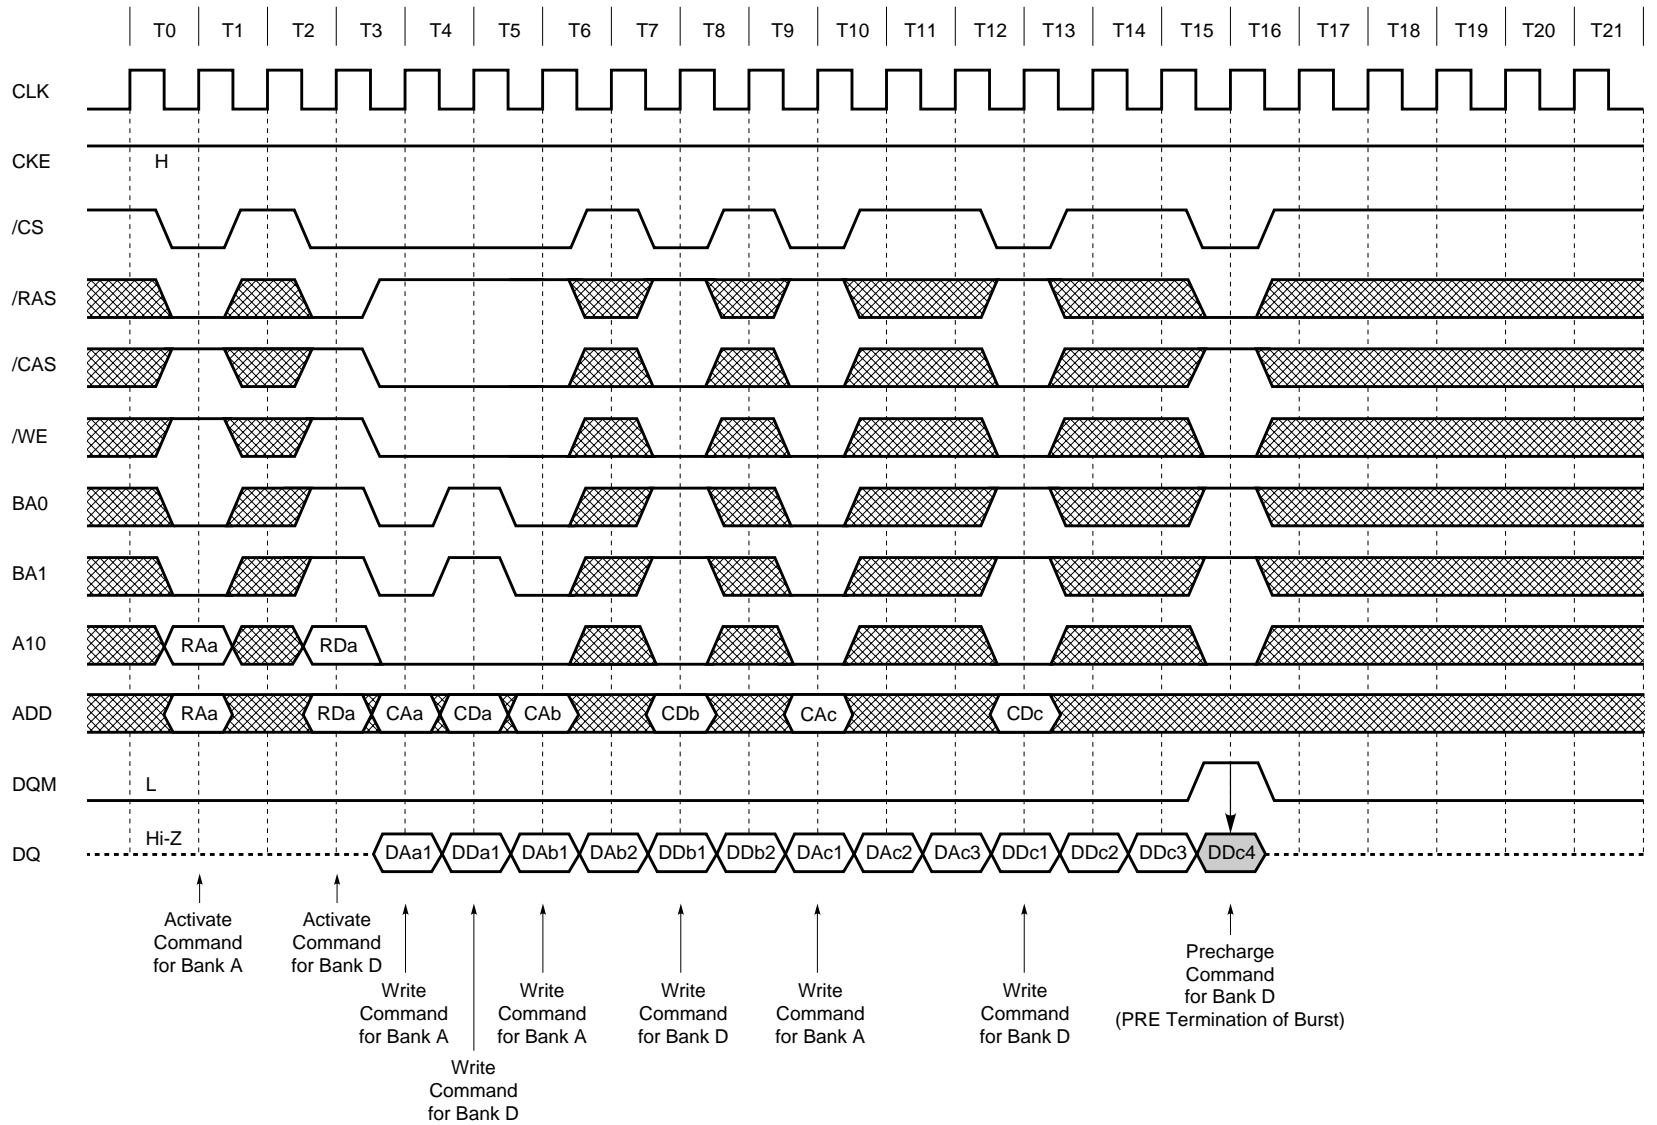 T0 T1 T2 T3 T4 T5 T6 T7 T8 T9 T10 T11 T12 T13 T14 T15 T16 T17 T18 T19 T20 T21
CLK
CKE H
/CS
/RAS
/CAS
/WE
BA0
BA1
A10 RAa RDa
ADD RAa RDa CAa CDa CAb CDb CAc CDc
DQM L
DQ Hi-Z DAa1 DDa1 DAb1 DAb2 DDb1 DDb2 DAc1 DAc2 DAc3 DDc1 DDc2 DDc3 DDc4
Activate
Command
for Bank A
Activate
Command
for Bank D
Write
Command
for Bank A
Write
Command
for Bank D
Write
Command
for Bank A
Write
Command
for Bank D
Write
Command
for Bank A
Write
Command
for Bank D
Precharge
Command
for Bank D
(PRE Termination of Burst)